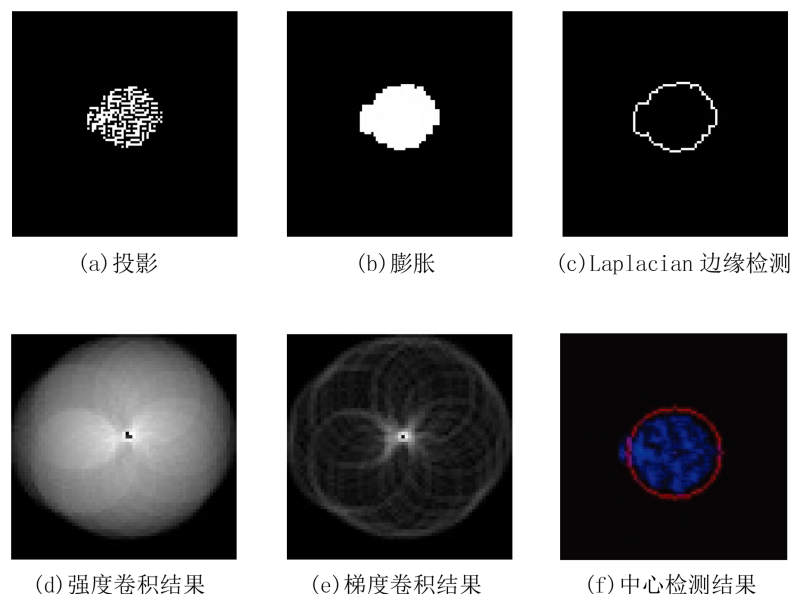 (a)投影
(b)膨胀
(c)Laplacian 边缘检测
(d)强度卷积结果
(e)梯度卷积结果
(f)中心检测结果